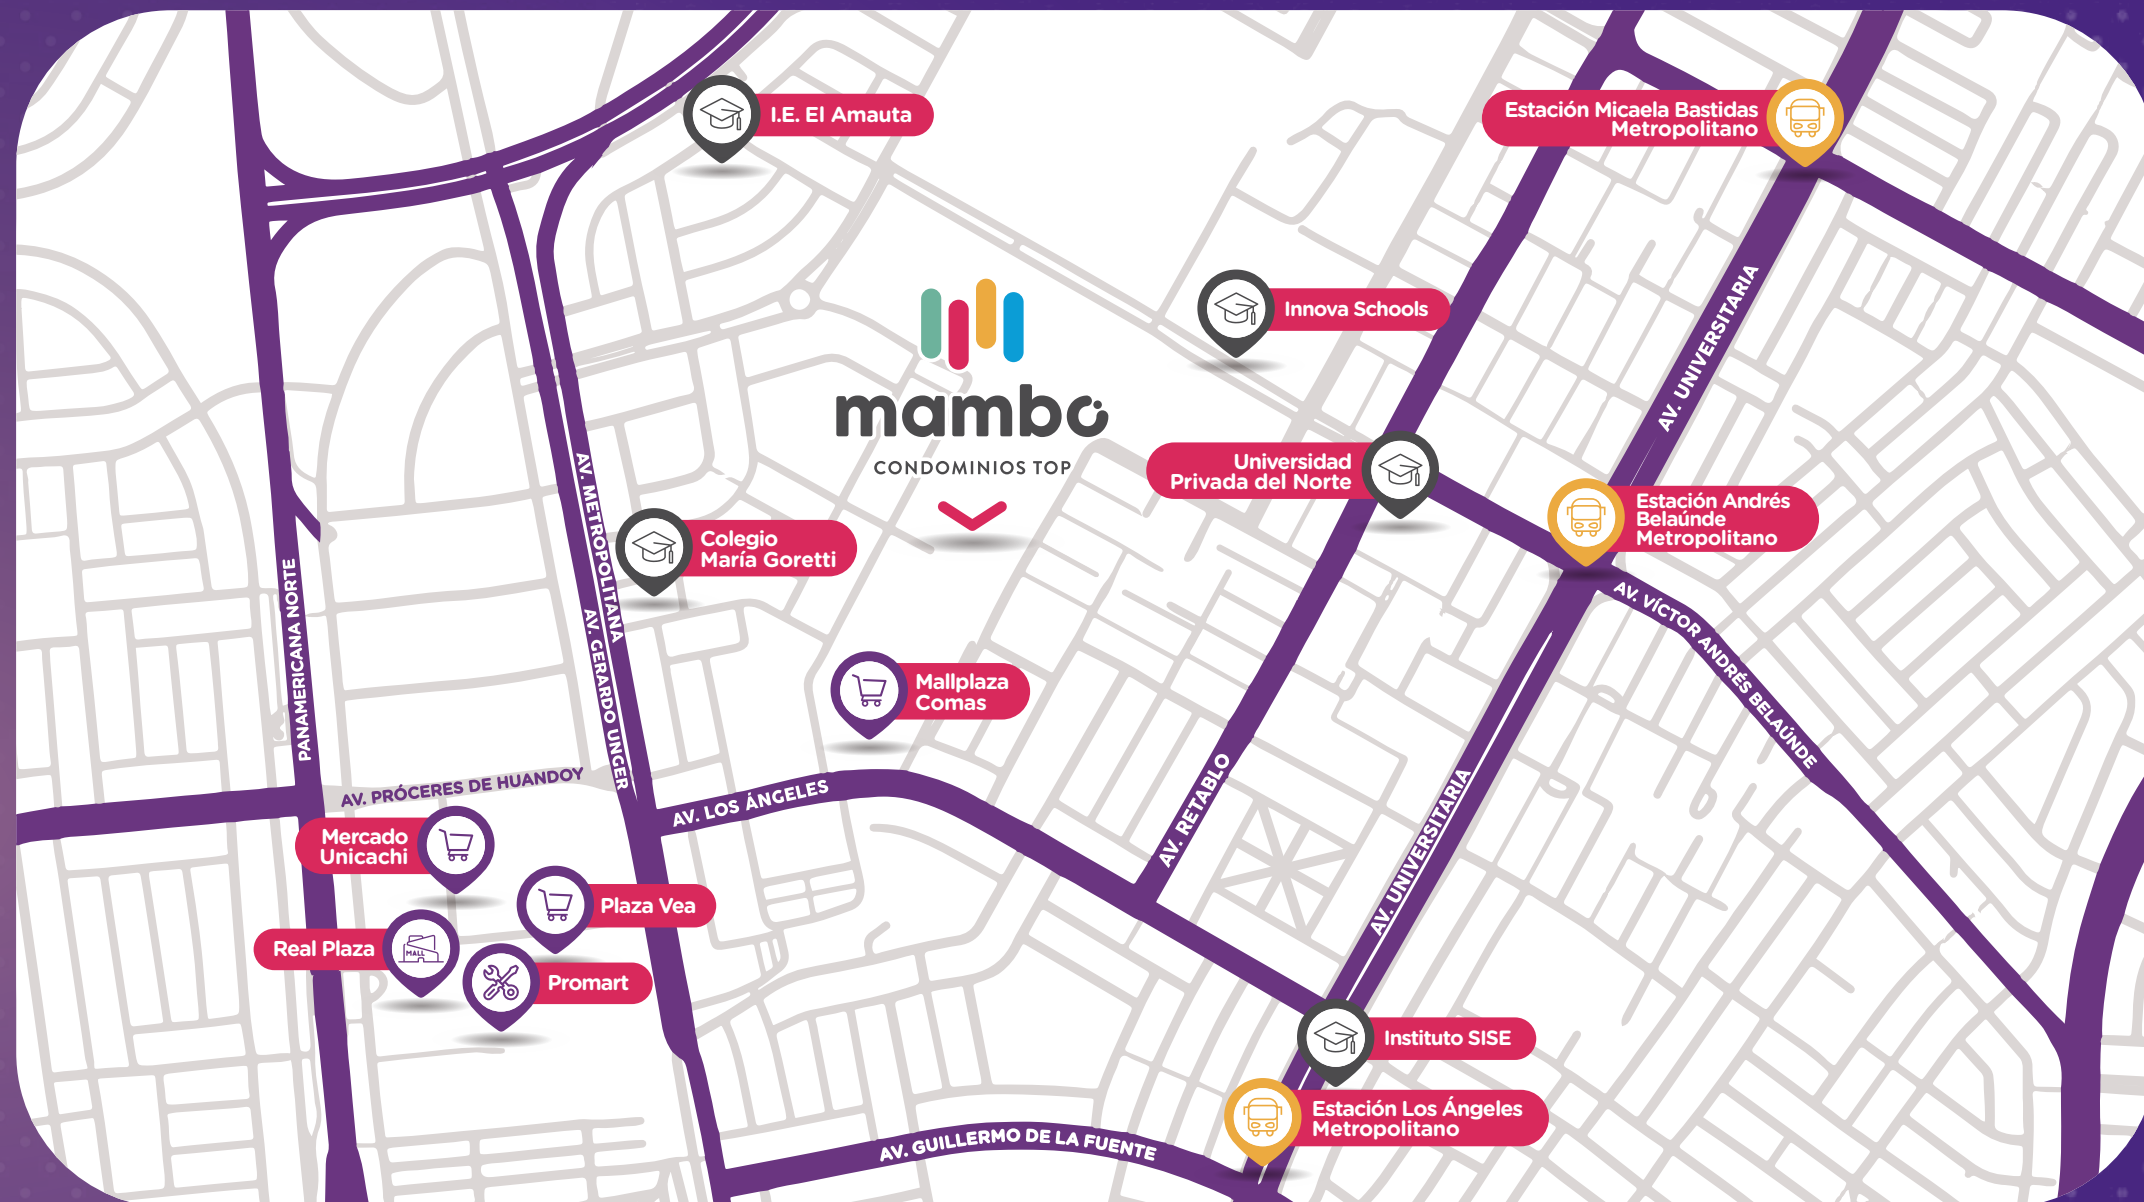 I.E. El Amauta
Estación Micaela Bastidas
Metropolitano
Innova Schools
AV. UNIVERSITARIA
mambo
CONDOMINIOS TOP
Universidad
Privada del Norte
Estación Andrés
Belaúnde
Metropolitano
AV. METROPOLITANA
Colegio
María Goretti
PANAMERICANA NORTE
AV. GERARDO UNGER
AV. VÍCTOR ANDRÉS BELAÚNDE
Mallplaza
Comas
AV. PRÓCERES DE HUANDOY
AV. LOS ÁNGELES
AV. RETABLO
AV. UNIVERSITARIA
Mercado
Unicachi
Plaza Vea
Real Plaza
MALL
Promart
Instituto SISE
Estación Los Ángeles
Metropolitano
AV. GUILLERMO DE LA FUENTE